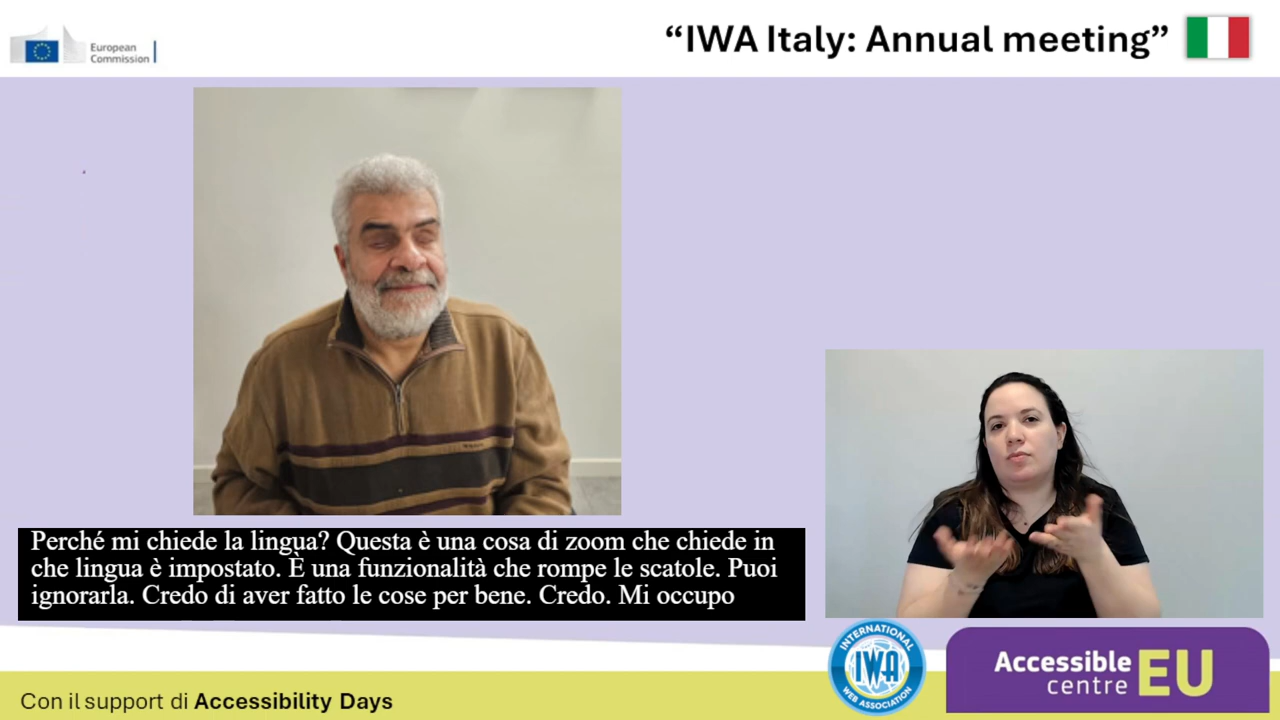 European
Commission
“IWA Italy: Annual meeting”
Perché mi chiede la lingua? Questa è una cosa di zoom che chiede in
che lingua è impostato. È una funzionalità che rompe le scatole. Puoi
ignorarla. Credo di aver fatto le cose per bene. Credo. Mi occupo
INTERNATIONAL
IWA
WEB ASSOCIATION
Accessible
centre
EU
Con il support di Accessibility Days